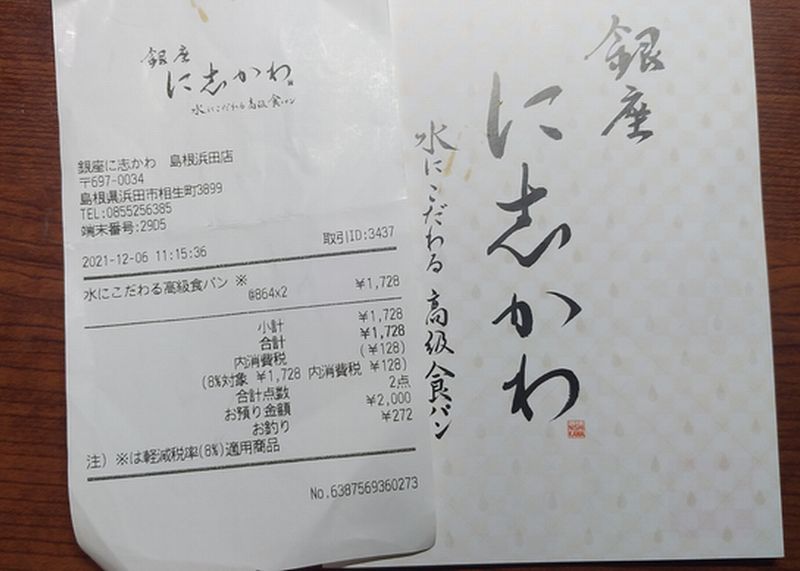 銀座
に志かわ
水にこだわる高級食パン
銀座に志かわ 島根浜田店
〒697-0034
島根県浜田市相生町3899
TEL:0855256385
端末番号:29D5
2021-12-06 11:15:36 取引ID:3437
水にこだわる高級食パン ※
@864x2 ¥1,728
小計 ¥1,728
合計 ¥1,728
内消費税 (¥128)
(8%対象 ¥1,728 内消費税 ¥128)
合計点数 2点
お預り金額 ¥2,000
お釣り ¥272
注) ※は軽減税率(8%)適用商品
No.6387569360273
銀座
に志かわ
水にこだわる 高級食パン
NISHI
KAWA